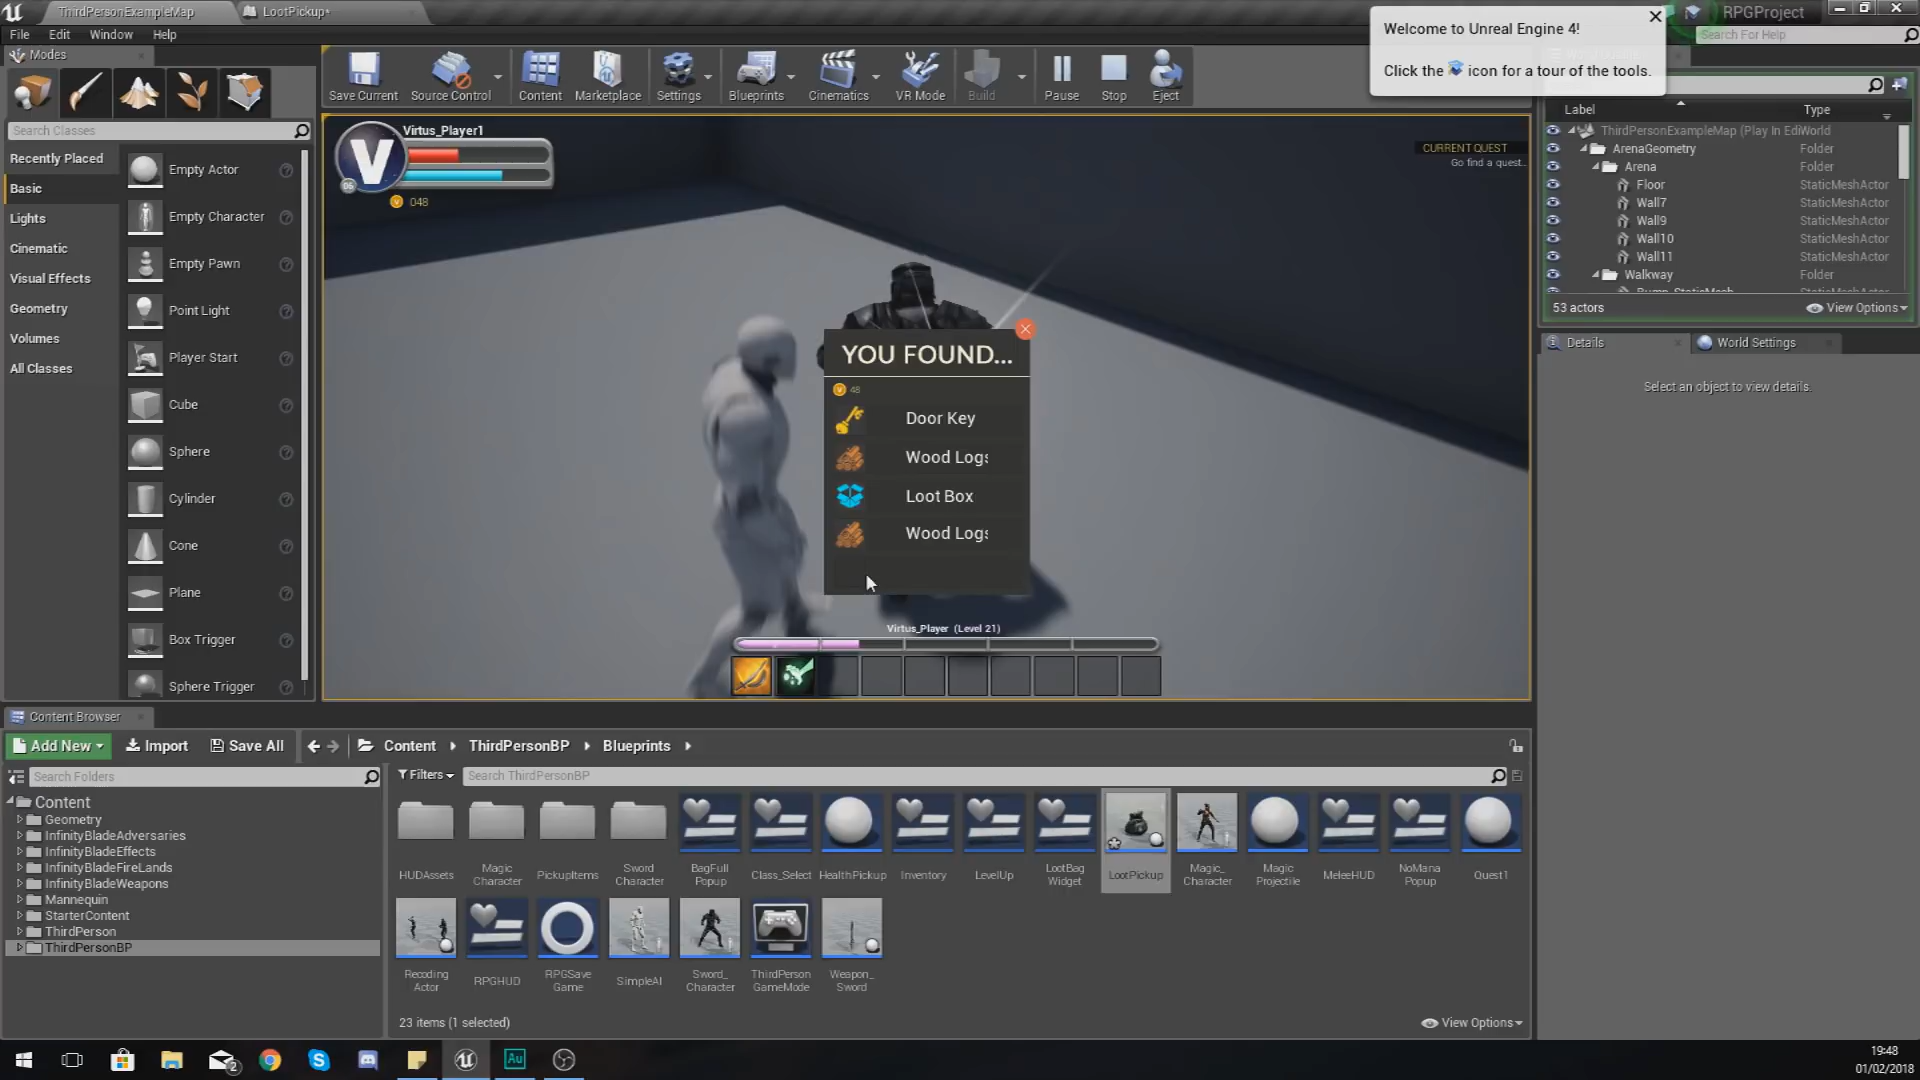 ThirdPersonExampleMap
LootPickup*
RPGProject
File Edit Window Help
Search For Help
Welcome to Unreal Engine 4!
Click the icon for a tour of the tools.
Modes
Search Classes
Recently Placed
Basic
Lights
Cinematic
Visual Effects
Geometry
Volumes
All Classes
Empty Actor
Empty Character
Empty Pawn
Point Light
Player Start
Cube
Sphere
Cylinder
Cone
Plane
Box Trigger
Sphere Trigger
Save Current
Source Control
Content
Marketplace
Settings
Blueprints
Cinematics
VR Mode
Build
Pause
Stop
Eject
Virtus_Player1
V
06
048
CURRENT QUEST
Go find a quest..
YOU FOUND...
48
Door Key
Wood Logs
Loot Box
Wood Logs
Virtus_Player (Level 21)
Label Type
ThirdPersonExampleMap (Play In Edi World
ArenaGeometry Folder
Arena Folder
Floor StaticMeshActor
Wall7 StaticMeshActor
Wall9 StaticMeshActor
Wall10 StaticMeshActor
Wall11 StaticMeshActor
Walkway Folder
53 actors
View Options
Details
World Settings
Select an object to view details.
Content Browser
Add New Import Save All
Content ThirdPersonBP Blueprints
Search Folders
Filters
Search ThirdPersonBP
Content
Geometry
InfinityBladeAdversaries
InfinityBladeEffects
InfinityBladeFireLands
InfinityBladeWeapons
Mannequin
StarterContent
ThirdPerson
ThirdPersonBP
HUDAssets
Magic Character
PickupItems
Sword Character
BagFull Popup
Class_Select
HealthPickup
Inventory
LevelUp
LootBag Widget
LootPickup
Magic_ Character
Magic Projectile
MeleeHUD
NoMana Popup
Quest1
Recoding Actor
RPGHUD
RPGSave Game
SimpleAI
Sword_ Character
ThirdPerson GameMode
Weapon_ Sword
23 items (1 selected)
View Options
2
Au
19:48
01/02/2018